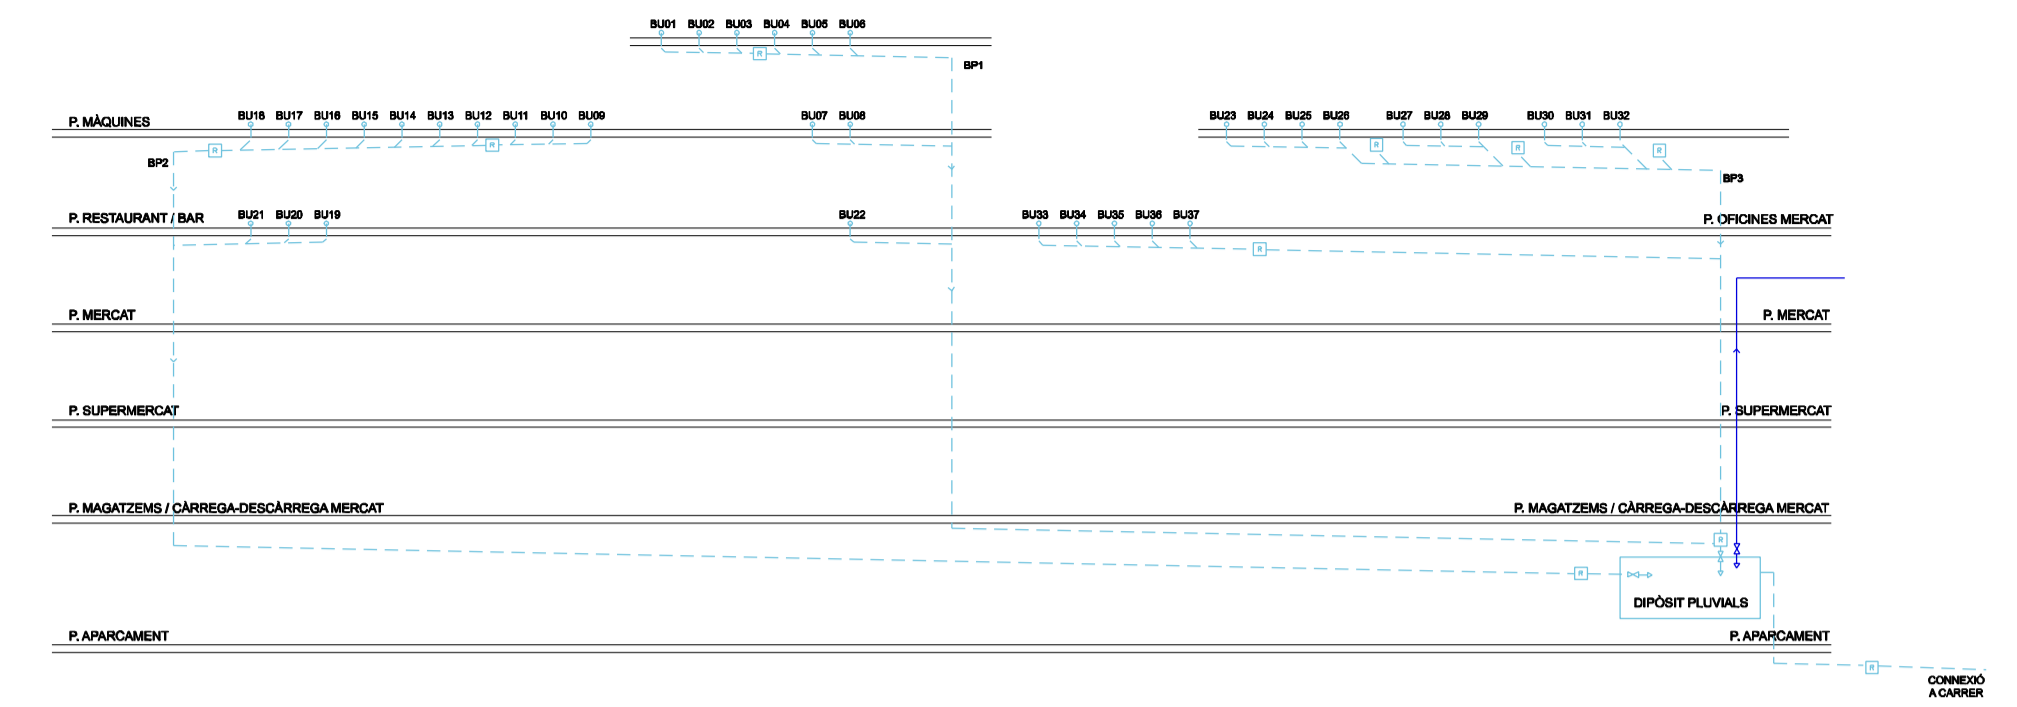 BU01 BU02 BU03 BU04 BU05 BU06
R
BP1
P. MÀQUINES
BU18 BU17 BU16 BU15 BU14 BU13 BU12 BU11 BU10 BU09 BU07 BU08 BU23 BU24 BU25 BU26 BU27 BU28 BU29 BU30 BU31 BU32
R R R R R
BP2
BP3
P. RESTAURANT / BAR BU21 BU20 BU19 BU22 BU33 BU34 BU35 BU36 BU37 P. OFICINES MERCAT
R
P. MERCAT P. MERCAT
P. SUPERMERCAT P. SUPERMERCAT
P. MAGATZEMS / CÀRREGA-DESCÀRREGA MERCAT P. MAGATZEMS / CÀRREGA-DESCÀRREGA MERCAT
R
R
DIPÒSIT PLUVIALS
P. APARCAMENT P. APARCAMENT
R
CONNEXIÓ
A CARRER